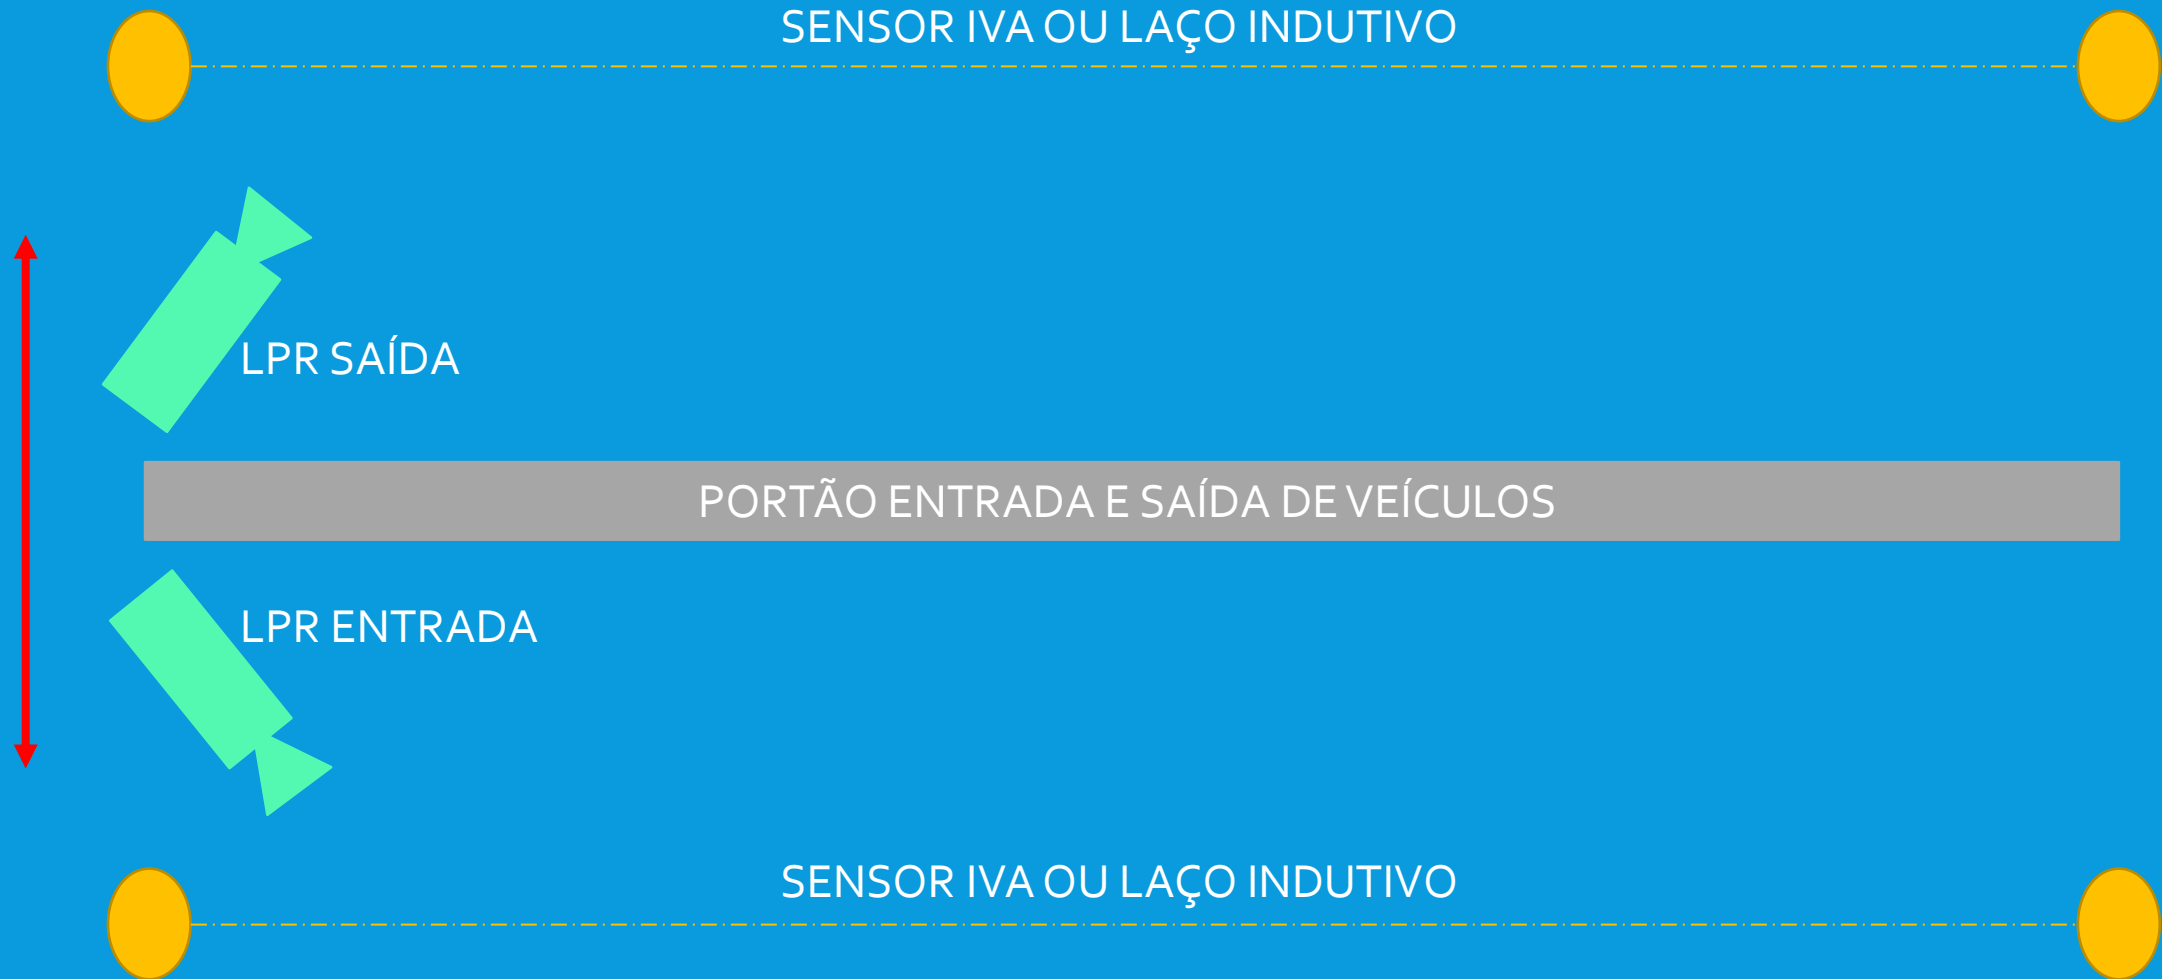 SENSOR IVA OU LAÇO INDUTIVO
LPR SAÍDA
PORTÃO ENTRADA E SAÍDA DE VEÍCULOS
LPR ENTRADA
SENSOR IVA OU LAÇO INDUTIVO